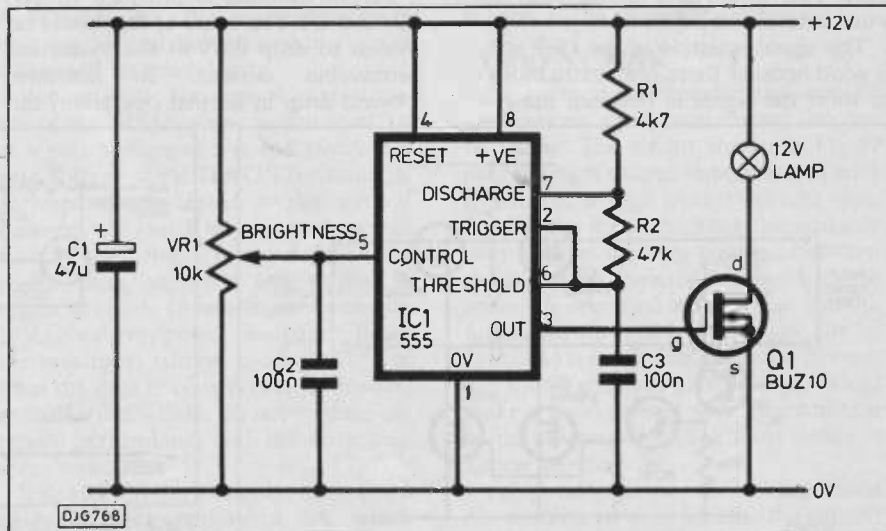 +12V
4
8
R1
4k7
12V
LAMP
RESET
+VE
DISCHARGE
7
TRIGGER
2
R2
47k
C1
47u
+
VR1
10k
BRIGHTNESS
5
CONTROL
THRESHOLD
6
IC1
555
OUT
3
d
g
s
Q1
BUZ10
C2
100n
0V
1
C3
100n
0V
DJG768